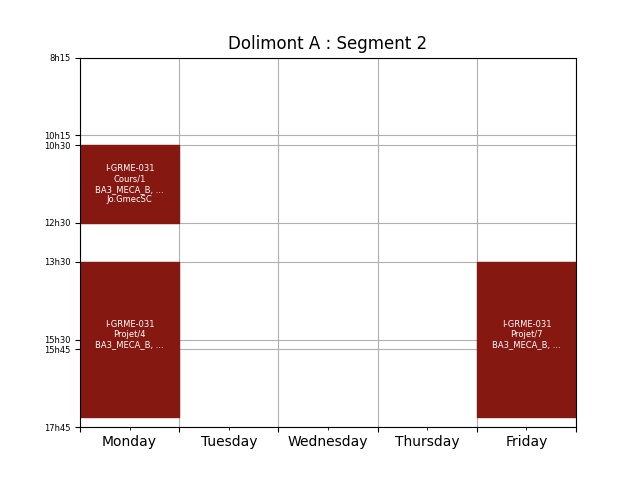 Dolimont A : Segment 2
8h15
10h15
10h30
I-GRME-031
Cours/1
BA3_MECA_B, ...
Jo.GmecSC
12h30
13h30
I-GRME-031
Projet/4
BA3_MECA_B, ...
I-GRME-031
Projet/7
BA3_MECA_B, ...
15h30
15h45
17h45
Monday
Tuesday
Wednesday
Thursday
Friday